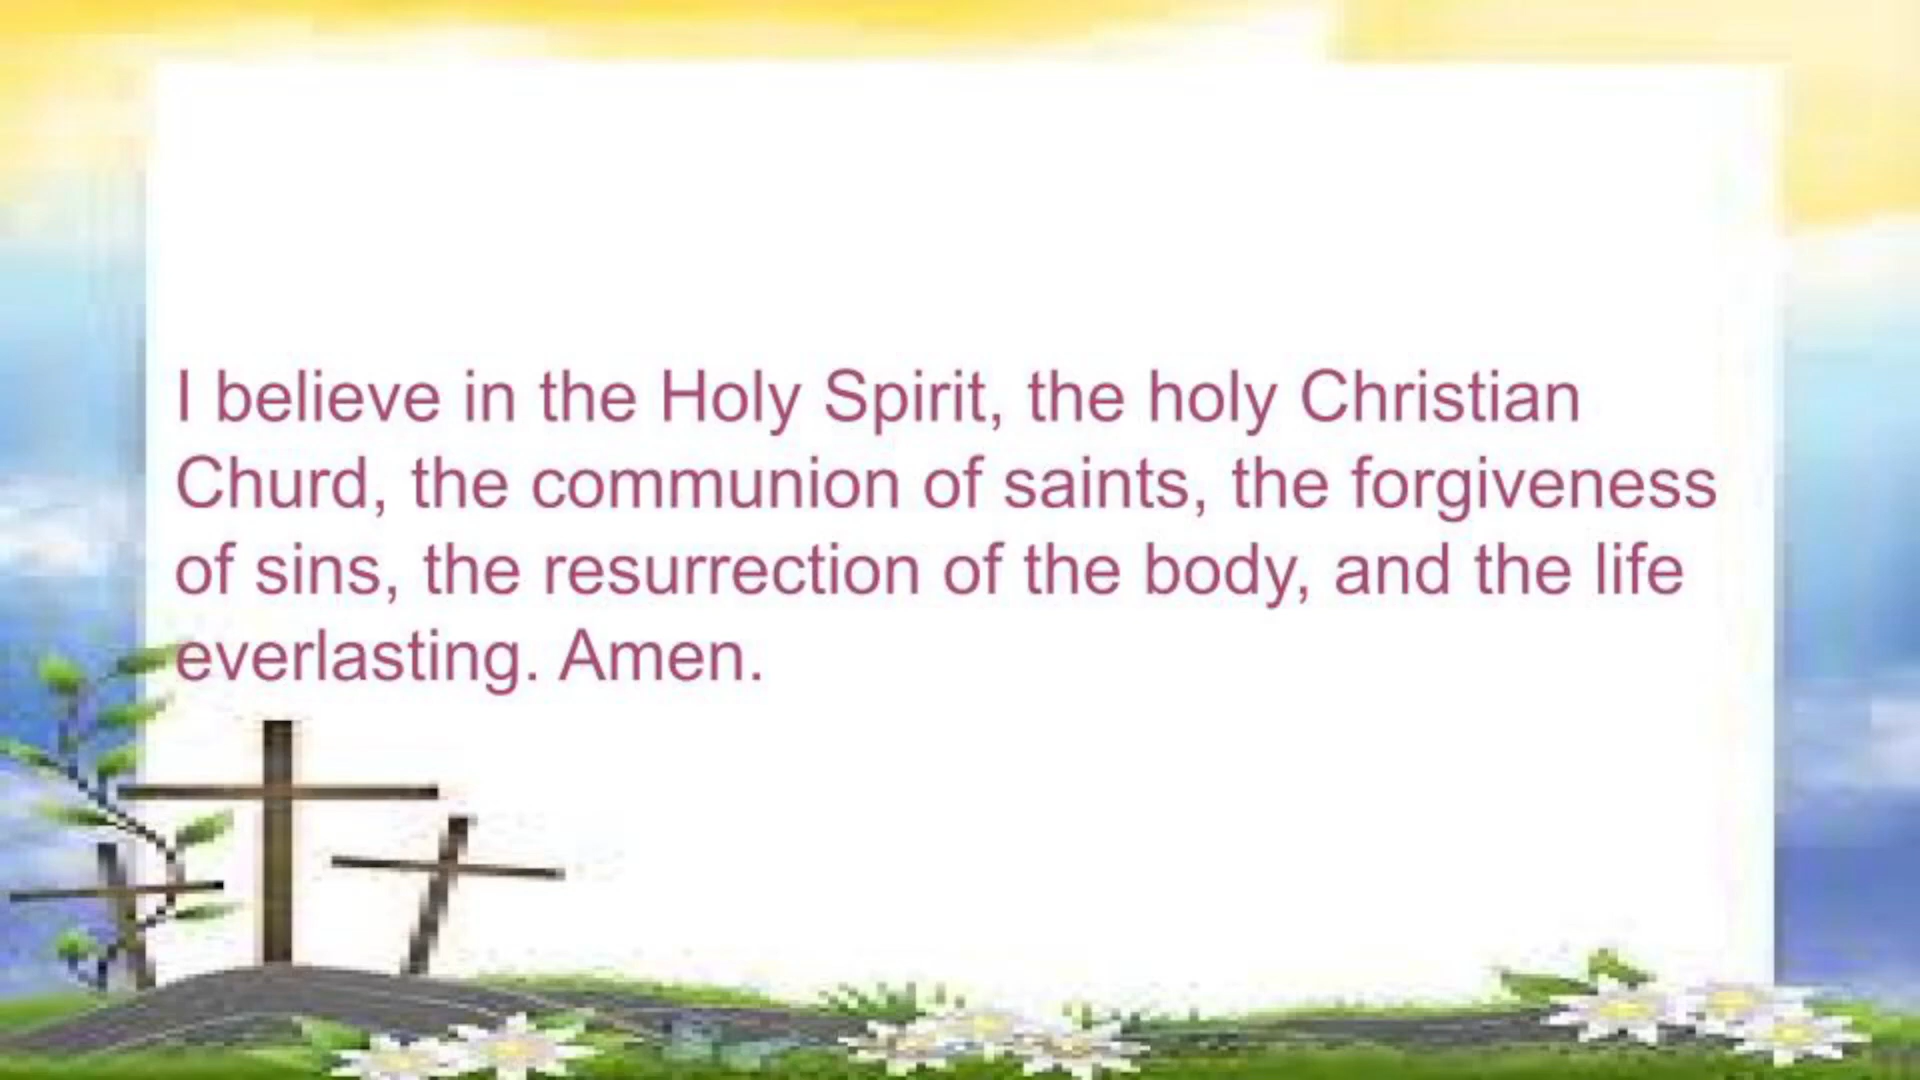 I believe in the Holy Spirit, the holy Christian
Churd, the communion of saints, the forgiveness
of sins, the resurrection of the body, and the life
everlasting. Amen.